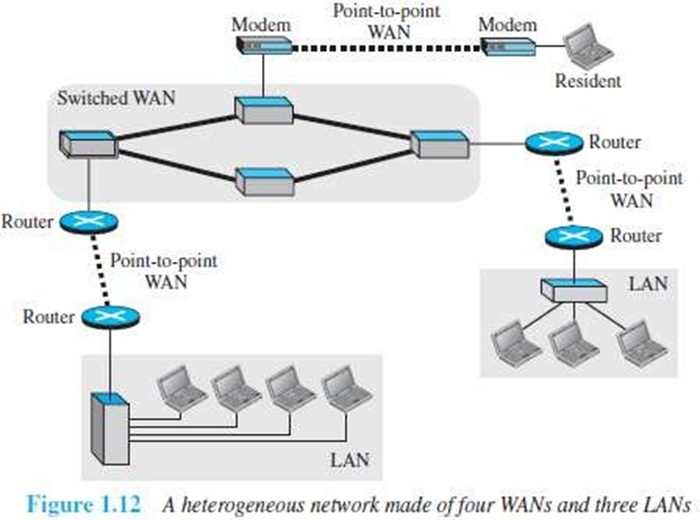 Point-to-point
WAN
Modem
Modem
Resident
Switched WAN
Router
Point-to-point
WAN
Router
Router
Point-to-point
WAN
Router
LAN
LAN
Figure 1.12 A heterogeneous network made of four WANs and three LANs